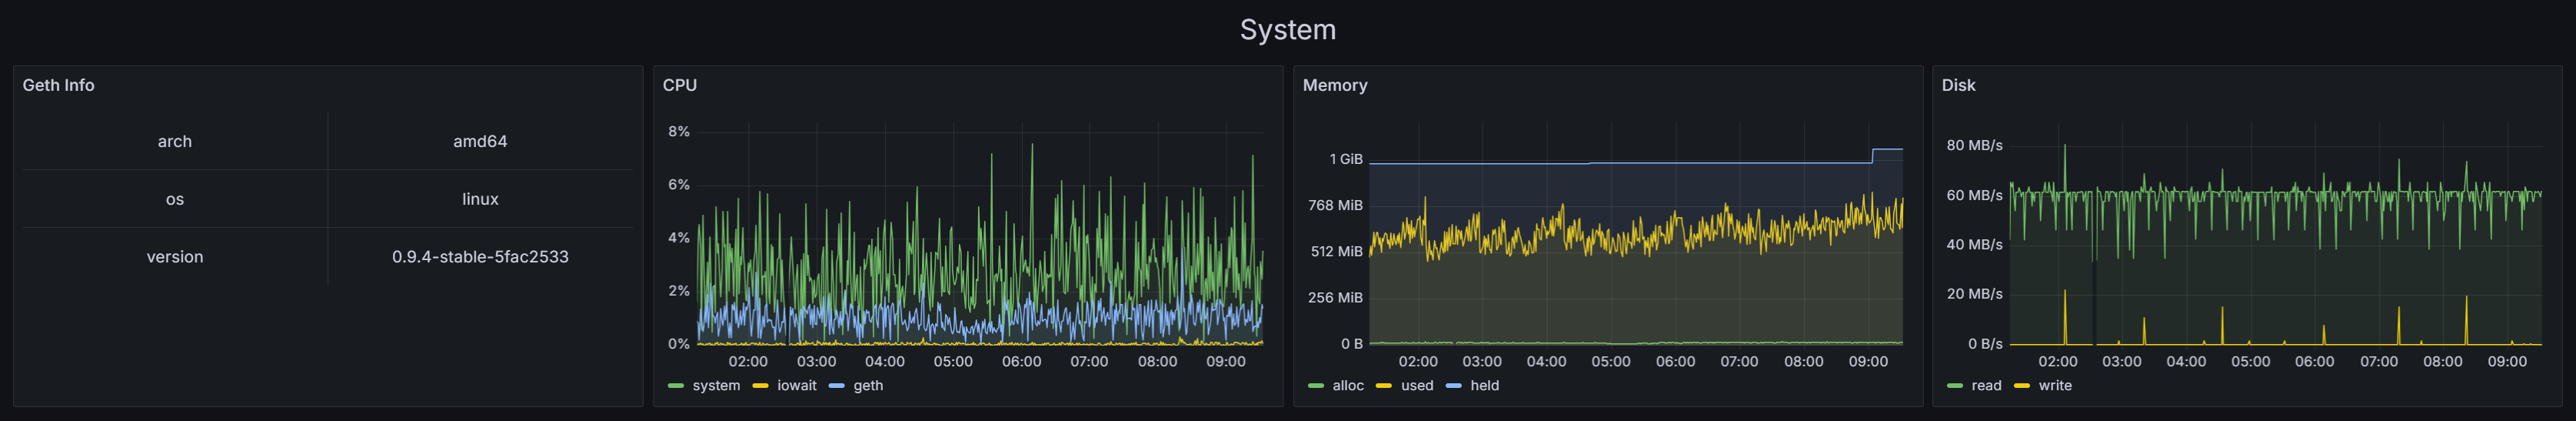 System
Geth Info
arch amd64
os linux
version 0.9.4-stable-5fac2533
CPU
8%
6%
4%
2%
0%
02:00 03:00 04:00 05:00 06:00 07:00 08:00 09:00
system iowait geth
Memory
1 GiB
768 MiB
512 MiB
256 MiB
0 B
02:00 03:00 04:00 05:00 06:00 07:00 08:00 09:00
alloc used held
Disk
80 MB/s
60 MB/s
40 MB/s
20 MB/s
0 B/s
02:00 03:00 04:00 05:00 06:00 07:00 08:00 09:00
read write